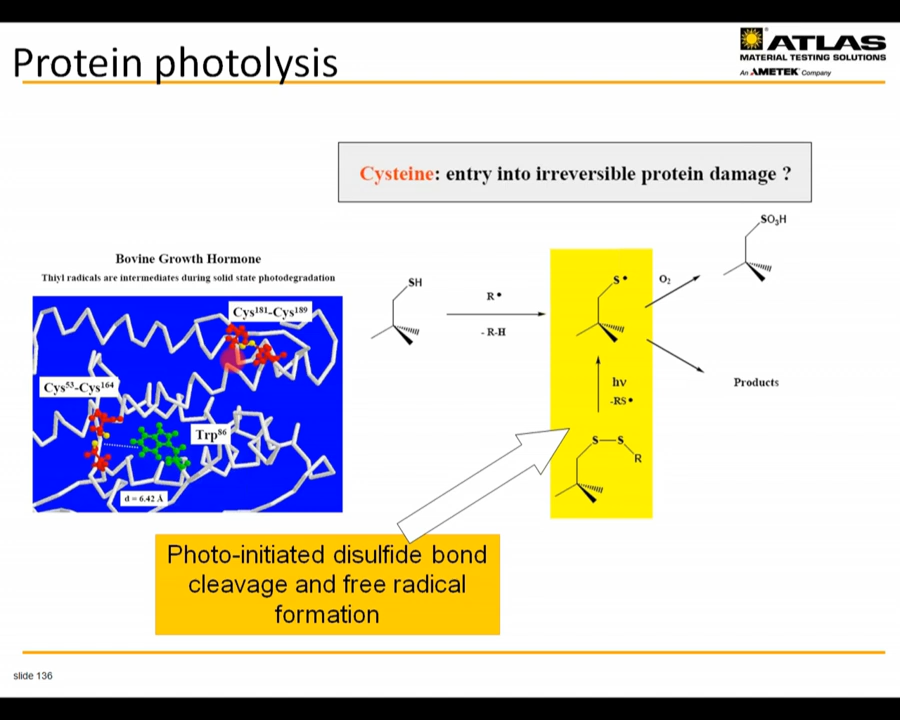 Protein photolysis
ATLAS
MATERIAL TESTING SOLUTIONS
An AMETEK Company
Cysteine: entry into irreversible protein damage ?
Bovine Growth Hormone
Thiyl radicals are intermediates during solid state photodegradation
Cys181-Cys189
Cys53-Cys164
Trp86
d = 6.42 Å
SH
R•
- R-H
S•
O2
SO3H
Products
hν
-RS•
S—S
R
Photo-initiated disulfide bond
cleavage and free radical
formation
slide 136